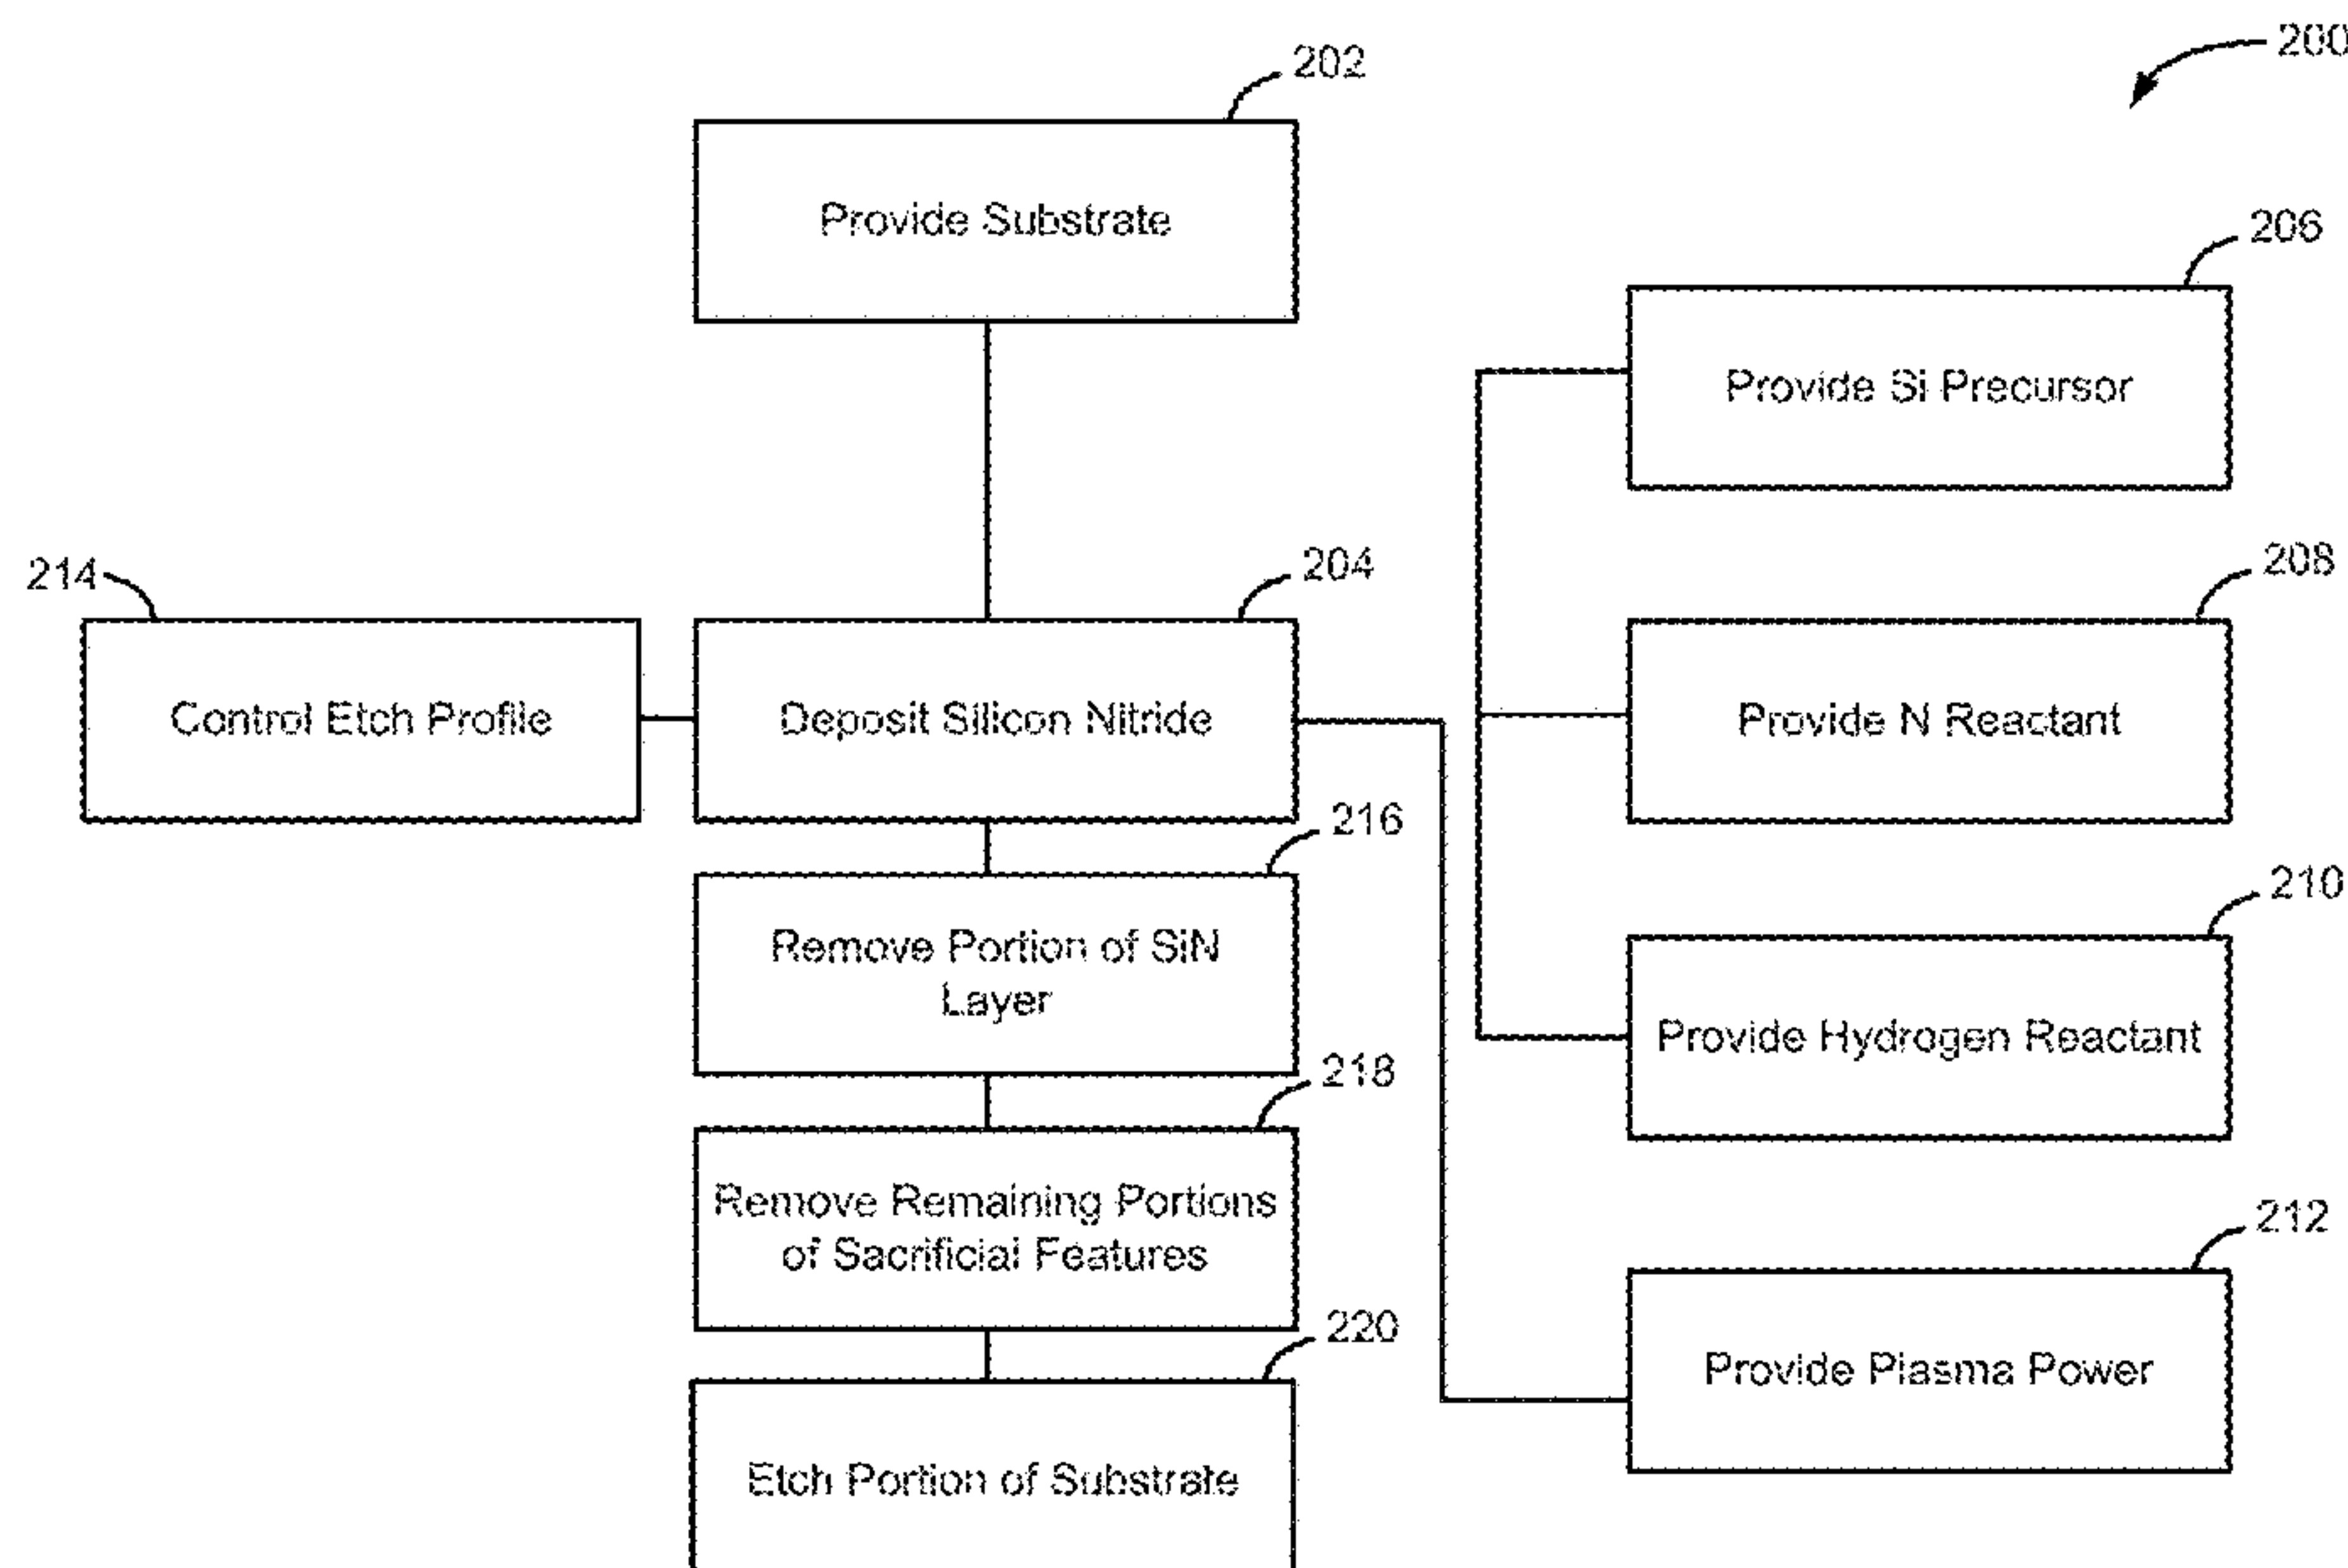 200
202
Provide Substrate
206
Provide Si Precursor
204
208
214
Control Etch Profile
Deposit Silicon Nitride
Provide N Reactant
216
Remove Portion of SiN
Layer
210
Provide Hydrogen Reactant
218
Remove Remaining Portions
of Sacrificial Features
212
Provide Plasma Power
220
Etch Portion of Substrate